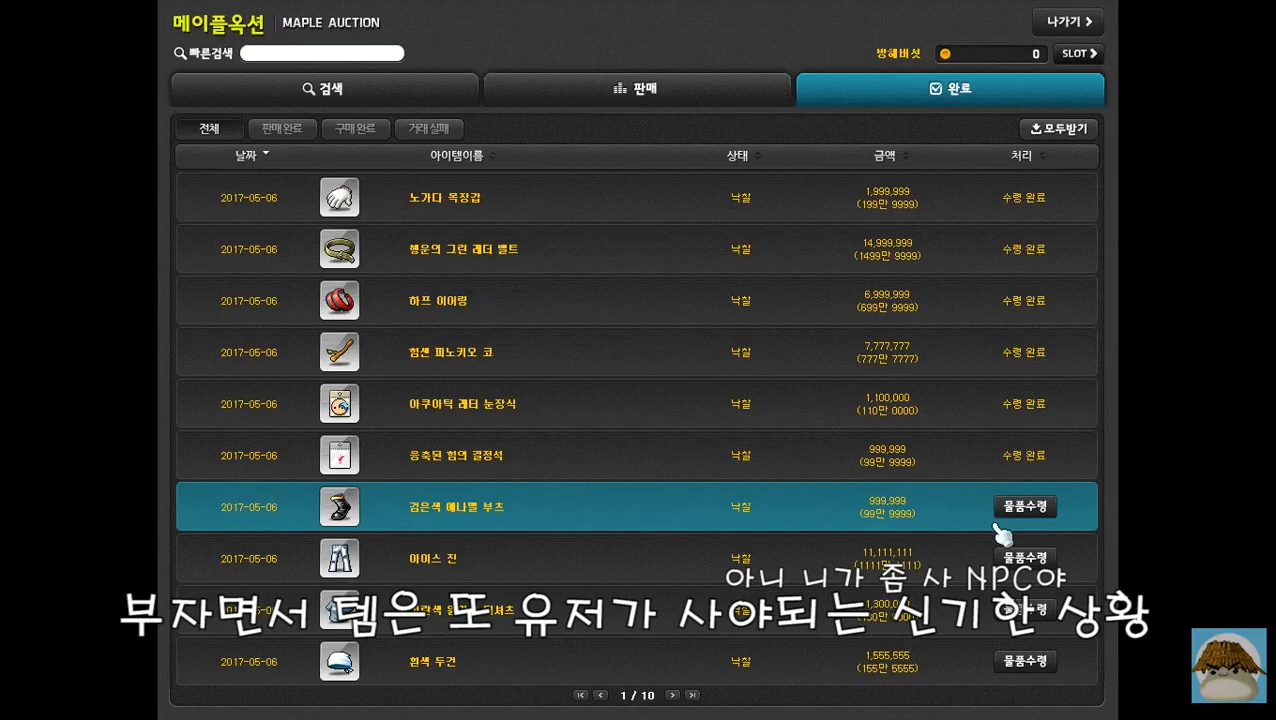 메이플옥션 MAPLE AUCTION
나가기
빠른검색
방해버섯 0 SLOT
검색 판매 완료
전체 판매 완료 구매 완료 거래 실패 모두받기
날짜 아이템이름 상태 금액 처리
2017-05-06 노가다 목장갑 낙찰 1,999,999 (199만 9999) 수령 완료
2017-05-06 행운의 그린 레더 벨트 낙찰 14,999,999 (1499만 9999) 수령 완료
2017-05-06 하프 이어링 낙찰 6,999,999 (699만 9999) 수령 완료
2017-05-06 힘센 피노키오 코 낙찰 7,777,777 (777만 7777) 수령 완료
2017-05-06 아쿠아틱 레터 눈장식 낙찰 1,100,000 (110만 0000) 수령 완료
2017-05-06 응축된 힘의 결정석 낙찰 999,999 (99만 9999) 수령 완료
2017-05-06 검은색 에나멜 부츠 낙찰 999,999 (99만 9999) 물품수령
2017-05-06 아이스 진 낙찰 11,111,111 물품수령
아니 니가 좀 사 NPC야
부자면서 템은 또 유저가 사야되는 신기한 상황
2017-05-06 흰색 두건 낙찰 1,555,555 (155만 5555) 물품수령
1 / 10